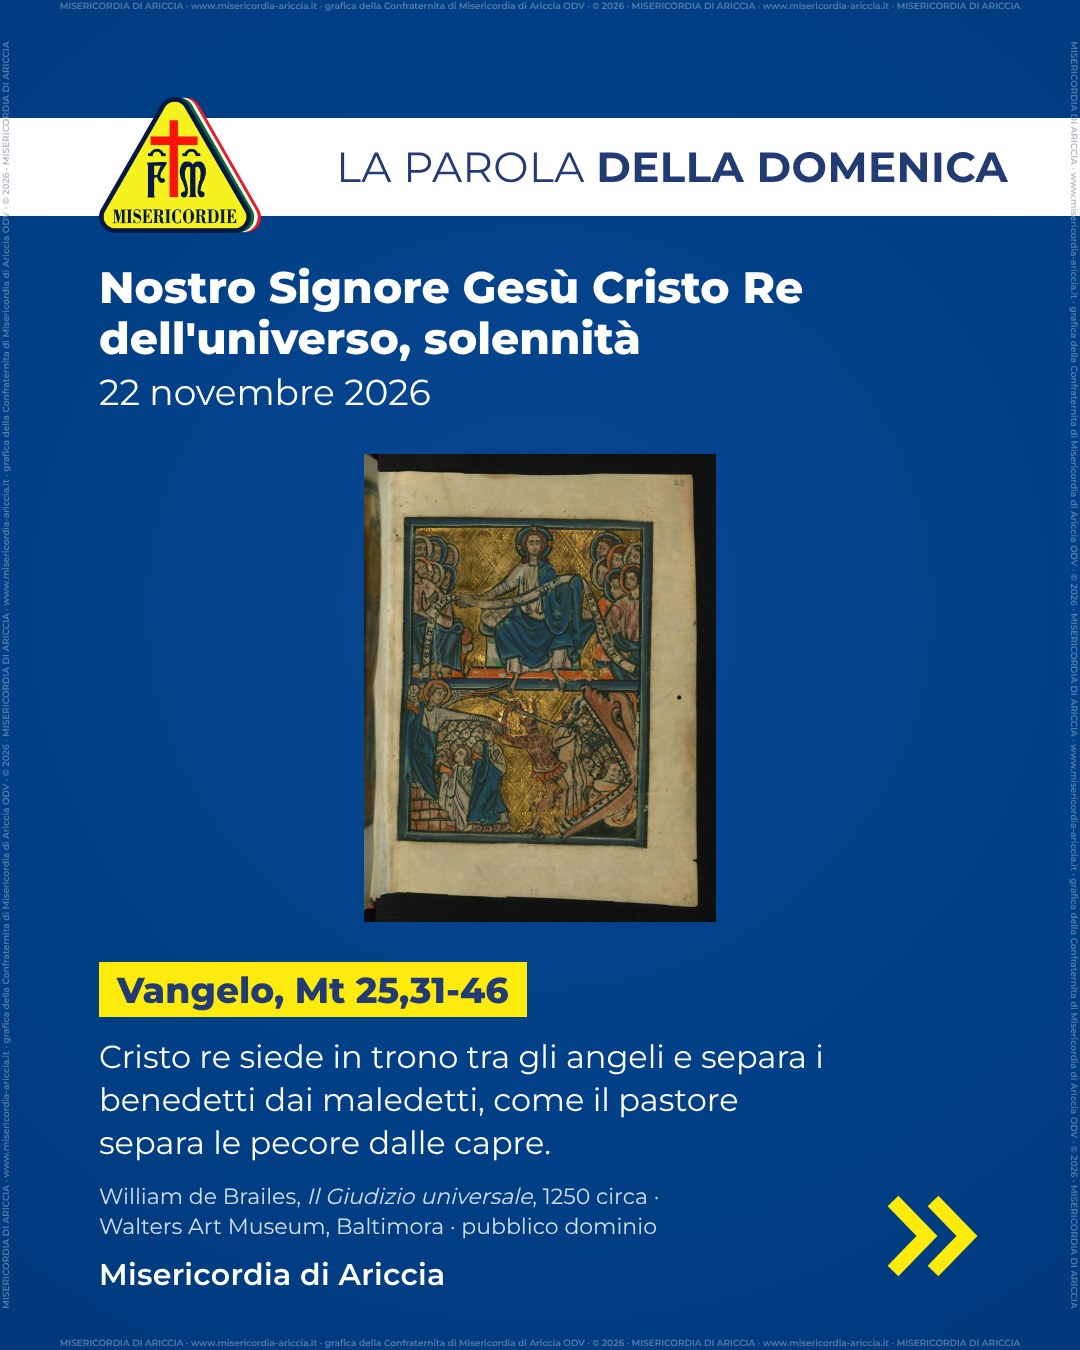 MISERICORDIA DI ARICCIA · www.misericordia-ariccia.it · grafica della Confraternita di Misericordia di Ariccia ODV · © 2026 · MISERICORDIA DI ARICCIA · www.misericordia-ariccia.it · MISERICORDIA DI ARICCIA
LA PAROLA DELLA DOMENICA
MISERICORDIE
Nostro Signore Gesù Cristo Re
dell'universo, solennità
22 novembre 2026
Vangelo, Mt 25,31-46
Cristo re siede in trono tra gli angeli e separa i
benedetti dai maledetti, come il pastore
separa le pecore dalle capre.
William de Brailes, Il Giudizio universale, 1250 circa ·
Walters Art Museum, Baltimora · pubblico dominio
Misericordia di Ariccia
MISERICORDIA DI ARICCIA · www.misericordia-ariccia.it · grafica della Confraternita di Misericordia di Ariccia ODV · © 2026 · MISERICORDIA DI ARICCIA · www.misericordia-ariccia.it · MISERICORDIA DI ARICCIA